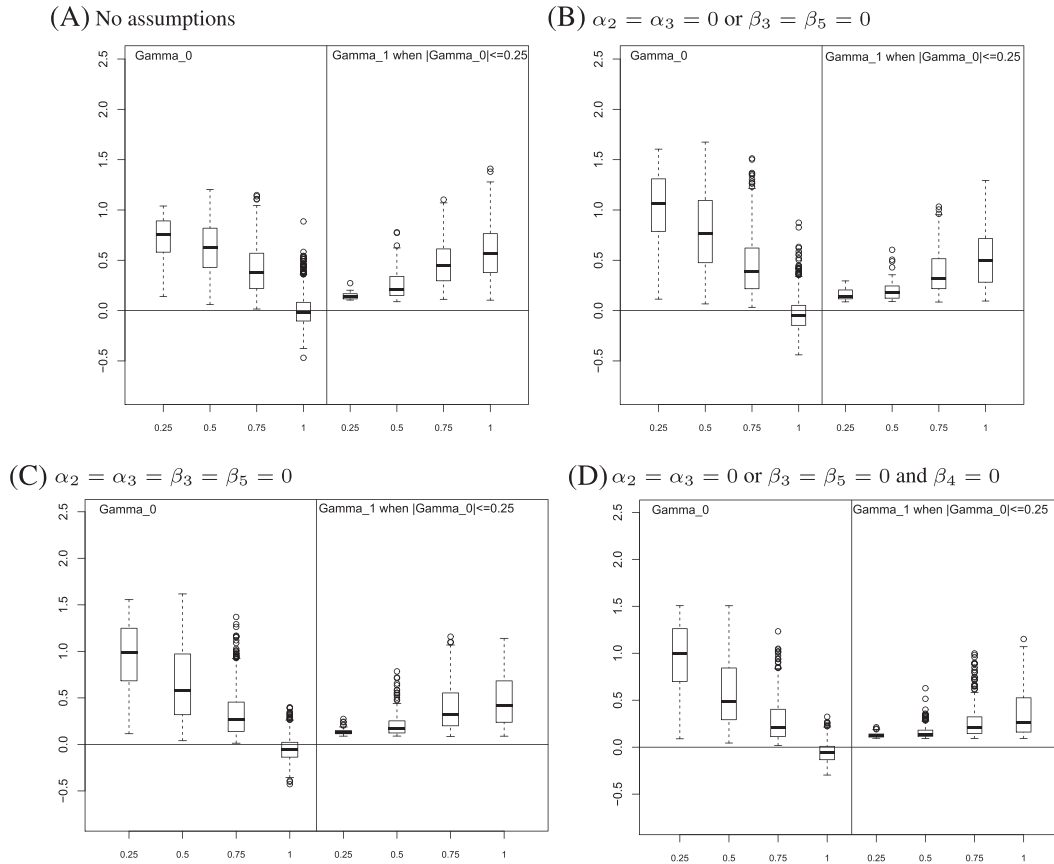 (A) No assumptions
Gamma_0
Gamma_1 when |Gamma_0|<=0.25
2.5
2.0
1.5
1.0
0.5
0.0
−0.5
0.25 0.5 0.75 1 0.25 0.5 0.75 1
(B) α₂ = α₃ = 0 or β₃ = β₅ = 0
Gamma_0
Gamma_1 when |Gamma_0|<=0.25
2.5
2.0
1.5
1.0
0.5
0.0
−0.5
0.25 0.5 0.75 1 0.25 0.5 0.75 1
(C) α₂ = α₃ = β₃ = β₅ = 0
Gamma_0
Gamma_1 when |Gamma_0|<=0.25
2.5
2.0
1.5
1.0
0.5
0.0
−0.5
0.25 0.5 0.75 1 0.25 0.5 0.75 1
(D) α₂ = α₃ = 0 or β₃ = β₅ = 0 and β₄ = 0
Gamma_0
Gamma_1 when |Gamma_0|<=0.25
2.5
2.0
1.5
1.0
0.5
0.0
−0.5
0.25 0.5 0.75 1 0.25 0.5 0.75 1